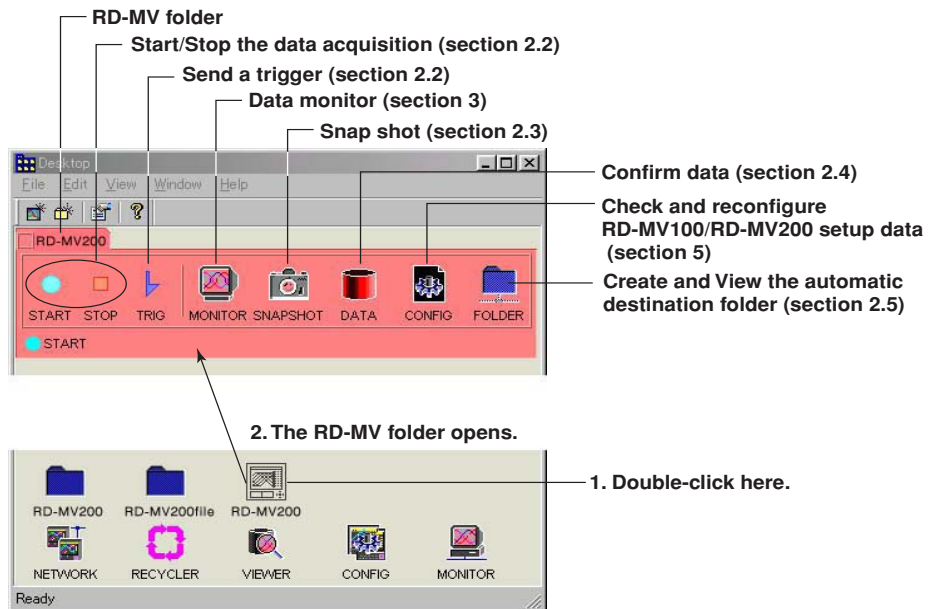 RD-MV folder
Start/Stop the data acquisition (section 2.2)
Send a trigger (section 2.2)
Data monitor (section 3)
Snap shot (section 2.3)
Desktop
File Edit View Window Help
Confirm data (section 2.4)
Check and reconfigure
RD-MV100/RD-MV200 setup data
(section 5)
Create and View the automatic
destination folder (section 2.5)
RD-MV200
START STOP TRIG MONITOR SNAPSHOT DATA CONFIG FOLDER
START
2. The RD-MV folder opens.
1. Double-click here.
RD-MV200 RD-MV200file RD-MV200
NETWORK RECYCLER VIEWER CONFIG MONITOR
Ready